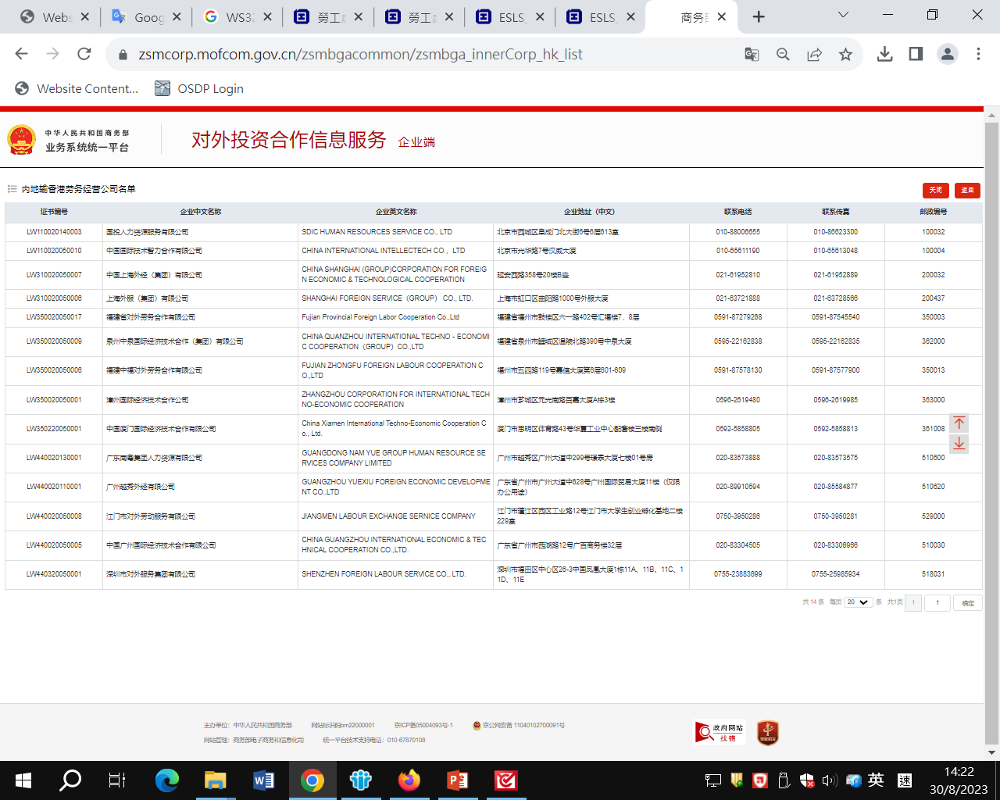 Webs
Goog
WS32
勞工
勞工
ESLS_
ESLS_
商务部
zsmcorp.mofcom.gov.cn/zsmbgacommon/zsmbga_innerCorp_hk_list
Website Content...
OSDP Login
中华人民共和国商务部
业务系统统一平台
对外投资合作信息服务 企业端
内地输香港劳务经营公司名单
关闭 返回
证书编号 企业中文名称 企业英文名称 企业地址（中文） 联系电话 联系传真 邮政编号
LW110020140003 国投人力资源服务有限公司 SDIC HUMAN RESOURCES SERVICE CO., LTD 北京市西城区阜成门北大街6号6层613室 010-88006655 010-86623300 100032
LW110020050010 中国国际技术智力合作有限公司 CHINA INTERNATIONAL INTELLECTECH CO.， LTD 北京市光华路7号汉威大厦 010-65611190 010-65613048 100004
LW310020050007 中国上海外经（集团）有限公司 CHINA SHANGHAI (GROUP)CORPORATION FOR FOREIG
N ECONOMIC & TECHNOLOGICAL COOPERATION 延安西路358号20楼B座 021-61952810 021-61952889 200032
LW310020050006 上海外服（集团）有限公司 SHANGHAI FOREIGN SERVICE（GROUP） CO., LTD. 上海市虹口区曲阳路1000号外服大厦 021-63721888 021-63728566 200437
LW350020050017 福建省对外劳务合作有限公司 Fujian Provincial Foreign Labor Cooperation Co.,Ltd 福建省福州市鼓楼区六一路402号汇福楼7，8层 0591-87279268 0591-87545540 350003
LW350020050009 泉州中泉国际经济技术合作（集团）有限公司 CHINA QUANZHOU INTERNATIONAL TECHNO - ECONOMI
C COOPERATION（GROUP）CO.,LTD 福建省泉州市鲤城区温陵北路390号中泉大厦 0595-22162838 0595-22162835 362000
LW350020050006 福建中福对外劳务合作有限公司 FUJIAN ZHONGFU FOREIGN LABOUR COOPERATION C
O.,LTD 福州市五四路119号嘉信大厦第6层601-609 0591-87578130 0591-87577900 350013
LW350020050001 漳州国际经济技术合作公司 ZHANGZHOU CORPORATION FOR INTERNATIONAL TECH
NO-ECONOMIC COOPERATION 漳州市芗城区元光南路百嘉大厦A栋3楼 0596-2619480 0596-2619985 363000
LW350220050001 中国厦门国际经济技术合作有限公司 China Xiamen International Techno-Economic Cooperation C
o., Ltd. 厦门市思明区体育路43号华夏工业中心配套楼三楼南侧 0592-5858805 0592-5858813 361008
LW440020130001 广东南粤集团人力资源有限公司 GUANGDONG NAM YUE GROUP HUMAN RESOURCE SE
RVICES COMPANY LIMITED 广州市越秀区广州大道中299号璟泰大厦七楼01号房 020-83573888 020-83573575 510600
LW440020110001 广州越秀外经有限公司 GUANGZHOU YUEXIU FOREIGN ECONOMIC DEVELOPME
NT CO.,LTD 广东省广州市广州大道中628号广州国际贸易大厦11楼（仅限
办公用途） 020-89910594 020-85584877 510620
LW440020050008 江门市对外劳动服务有限公司 JIANGMEN LABOUR EXCHANGE SERNICE COMPANY 江门市蓬江区西区工业路12号江门市大学生创业孵化基地二楼
229室 0750-3950286 0750-3950281 529000
LW440020050005 中国广州国际经济技术合作有限公司 CHINA GUANGZHOU INTERNATIONAL ECONOMIC & TEC
HNICAL COOPERATION CO.,LTD. 广东省广州市西湖路12号广百商务楼32层 020-83304505 020-83306966 510030
LW440320050001 深圳市对外服务集团有限公司 SHENZHEN FOREIGN LABOUR SERVICE CO., LTD. 深圳市福田区中心区26-3中国凤凰大厦1栋11A、11B、11C、1
1D、11E 0755-23883699 0755-25985934 518031
共 14 条 每页 20 条 共1页 1 1 确定
主办单位：中华人民共和国商务部 网站标识码bm22000001 京ICP备05004093号-1 京公网安备 11040102700091号
网站管理：商务部电子商务和信息化司 统一平台技术支持电话：010-67870108
政府网站
找错
英
速
14:22
30/8/2023